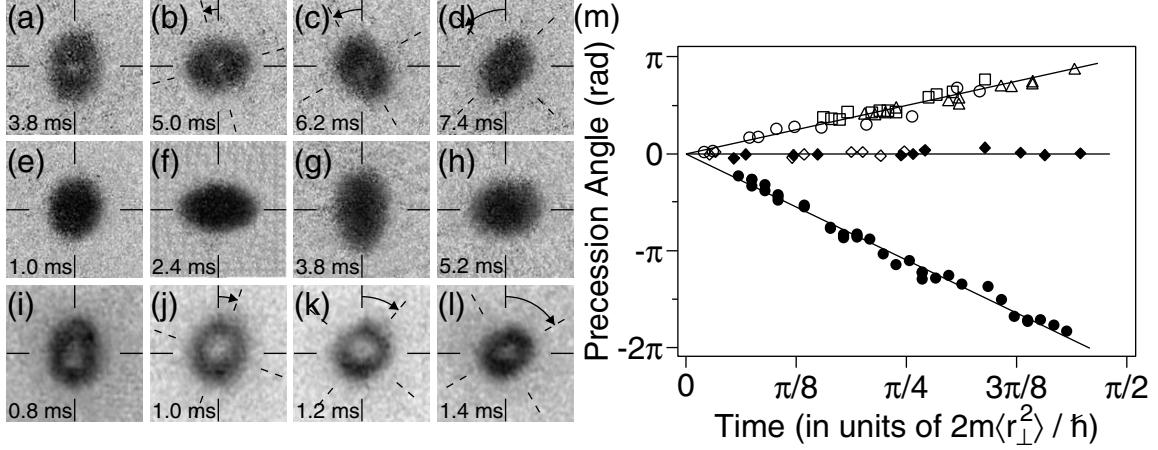 (a) (b) (c) (d)
3.8 ms 5.0 ms 6.2 ms 7.4 ms
(e) (f) (g) (h)
1.0 ms 2.4 ms 3.8 ms 5.2 ms
(i) (j) (k) (l)
0.8 ms 1.0 ms 1.2 ms 1.4 ms
(m)
Precession Angle (rad)
π
0
-π
-2π
0 π/8 π/4 3π/8 π/2
Time (in units of 2m⟨r⊥²⟩ / ħ)